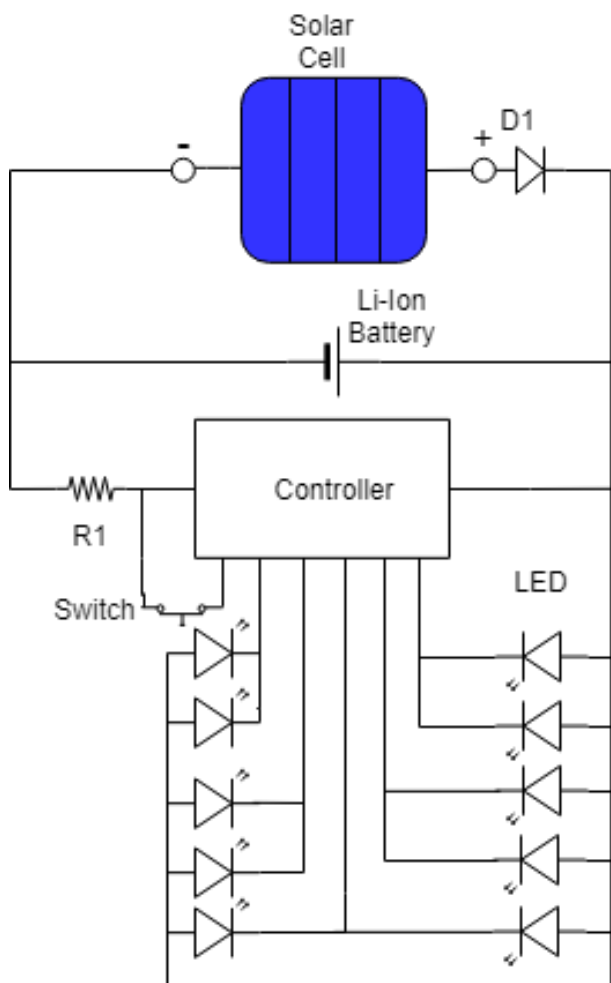 Solar
Cell
-
+
D1
Li-Ion
Battery
Controller
R1
LED
Switch